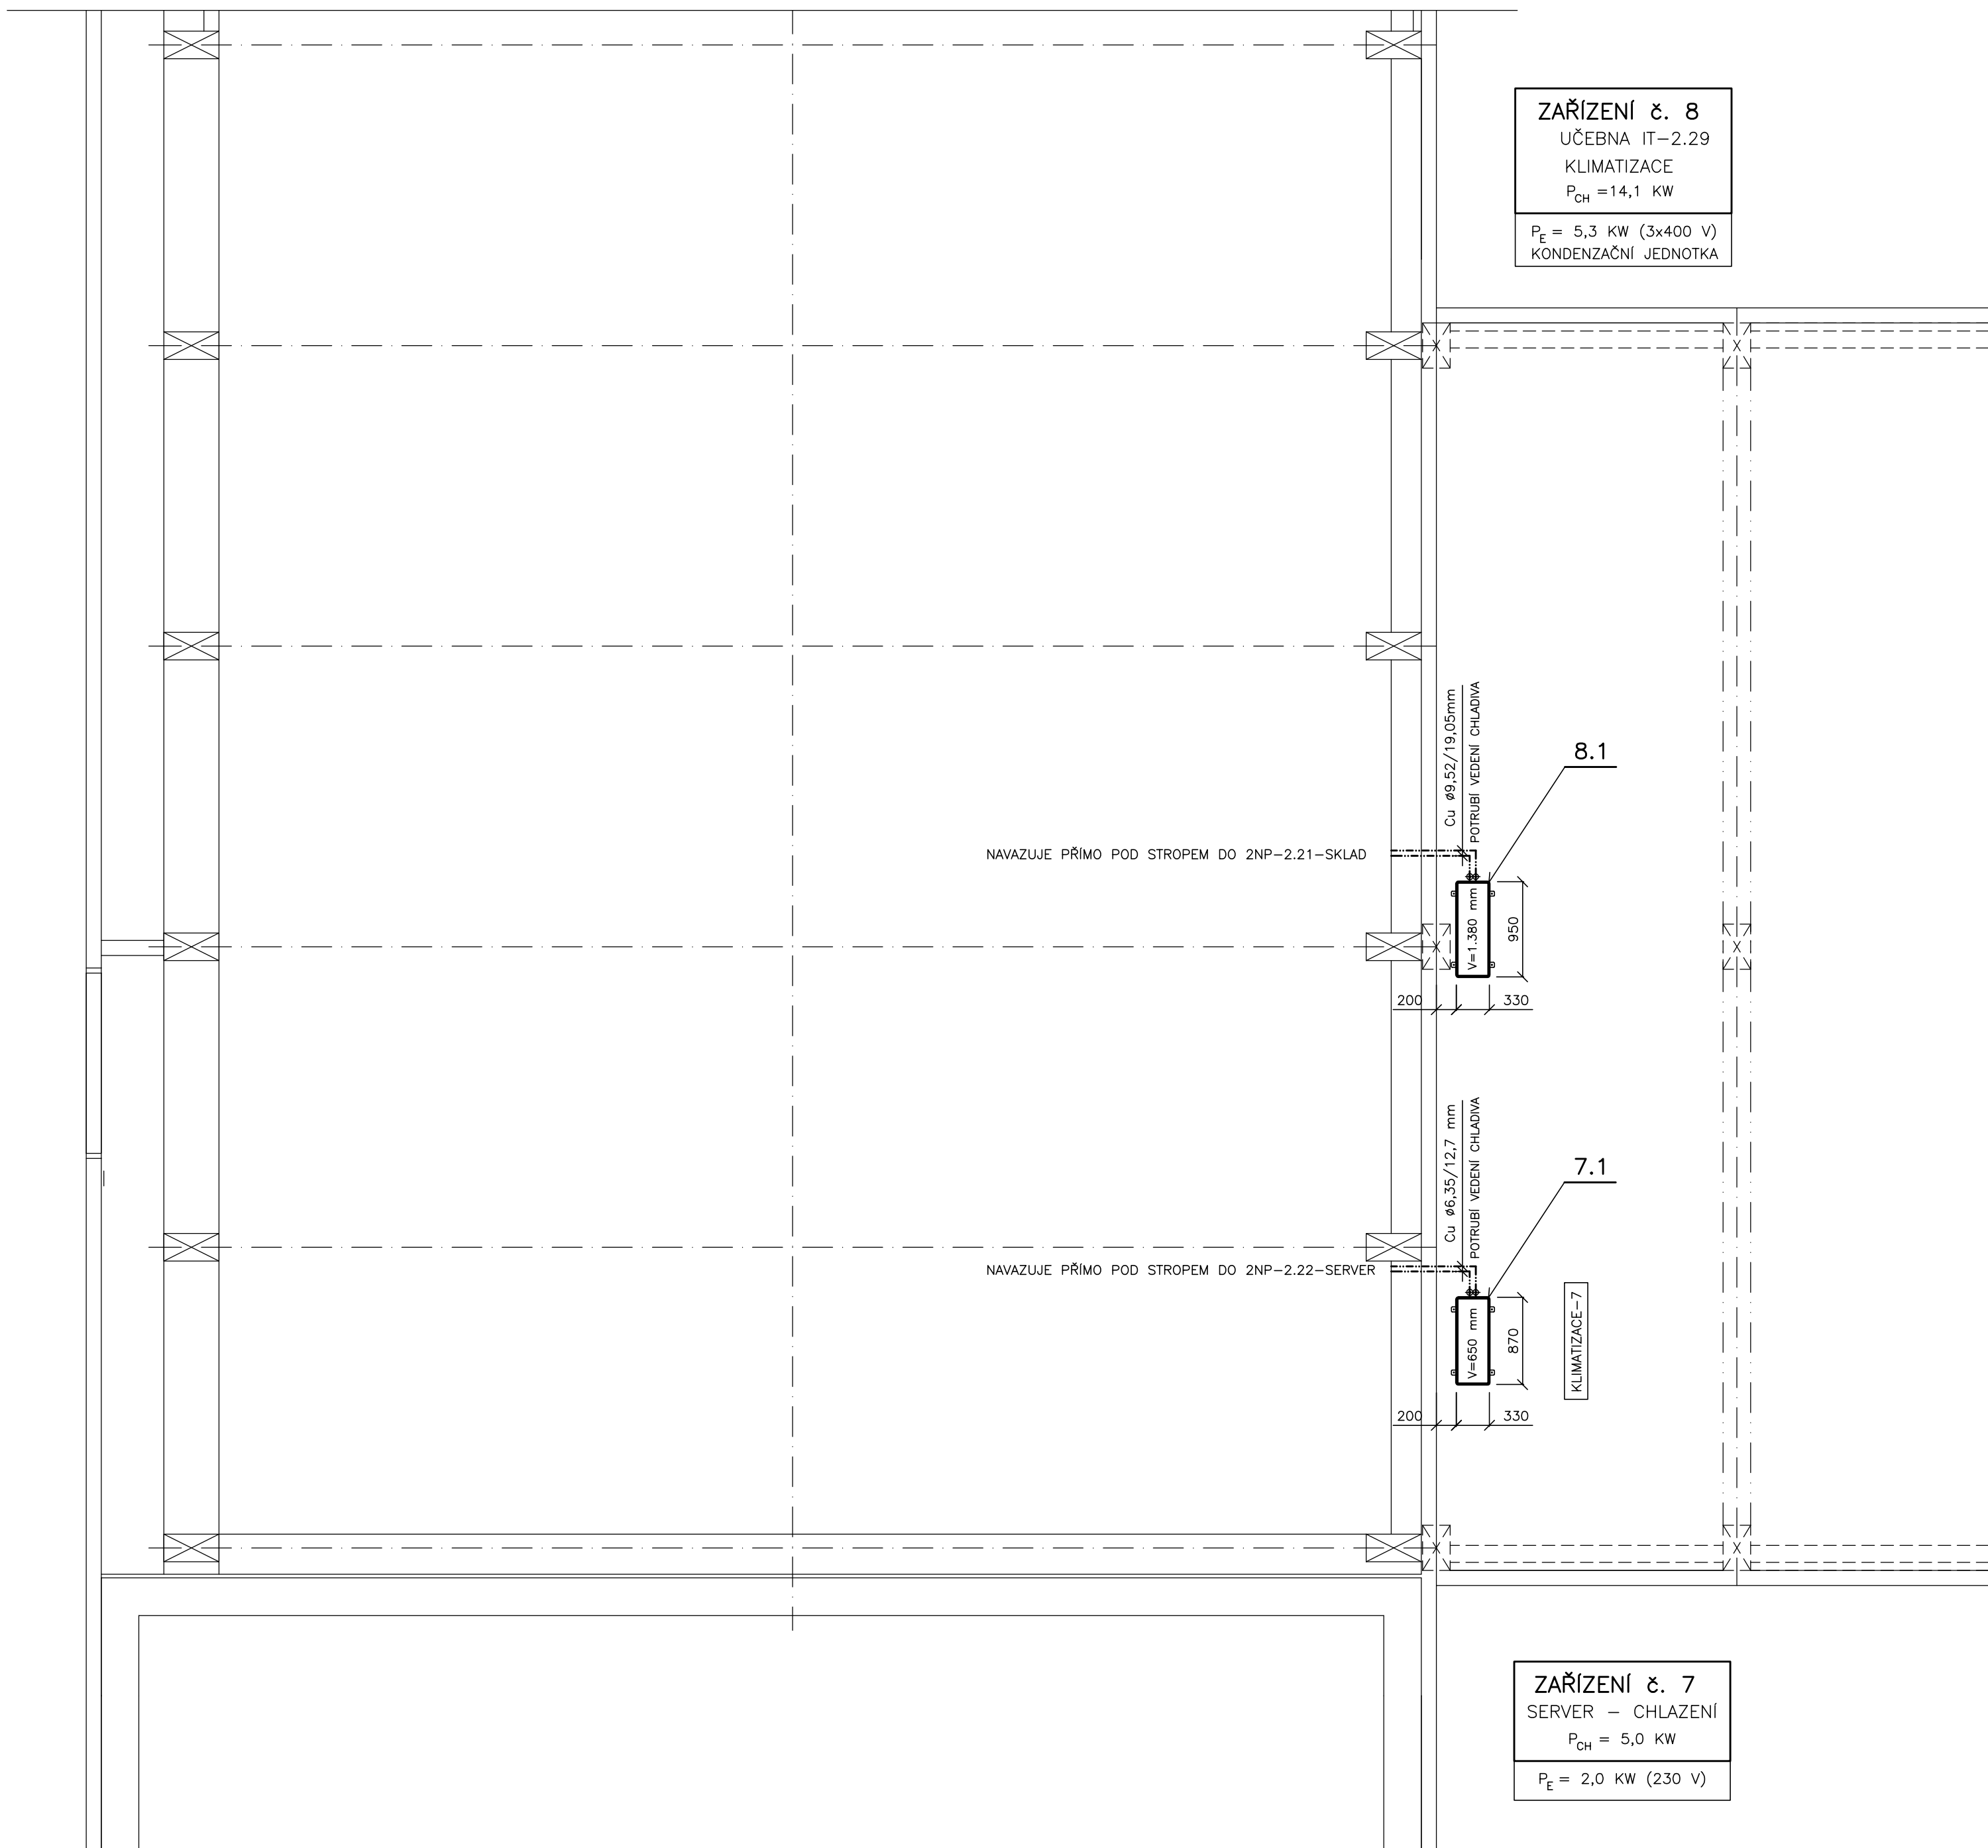 ZAŘÍZENÍ č. 8
UČEBNA IT-2.29
KLIMATIZACE
PCH =14,1 KW
PE = 5,3 KW (3x400 V)
KONDENZAČNÍ JEDNOTKA
Cu ø9,52/19,05mm
POTRUBÍ VEDENÍ CHLADIVA
8.1
NAVAZUJE PŘÍMO POD STROPEM DO 2NP-2.21-SKLAD
V=1.380 mm
950
200
330
Cu ø6,35/12,7 mm
POTRUBÍ VEDENÍ CHLADIVA
7.1
NAVAZUJE PŘÍMO POD STROPEM DO 2NP-2.22-SERVER
V=650 mm
870
KLIMATIZACE-7
200
330
ZAŘÍZENÍ č. 7
SERVER - CHLAZENÍ
PCH = 5,0 KW
PE = 2,0 KW (230 V)